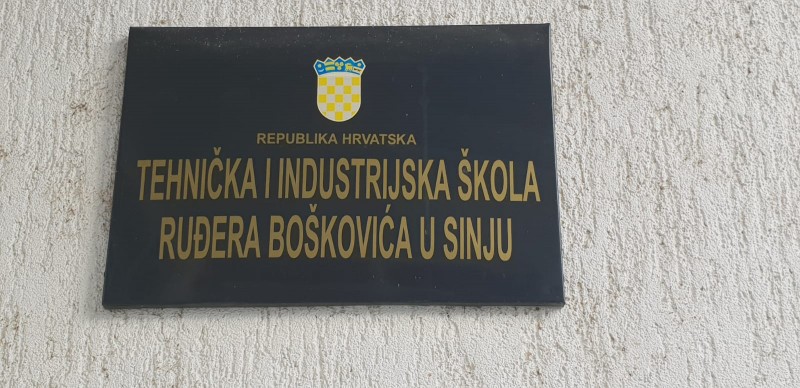 REPUBLIKA HRVATSKA
TEHNIČKA I INDUSTRIJSKA ŠKOLA
RUĐERA BOŠKOVIĆA U SINJU